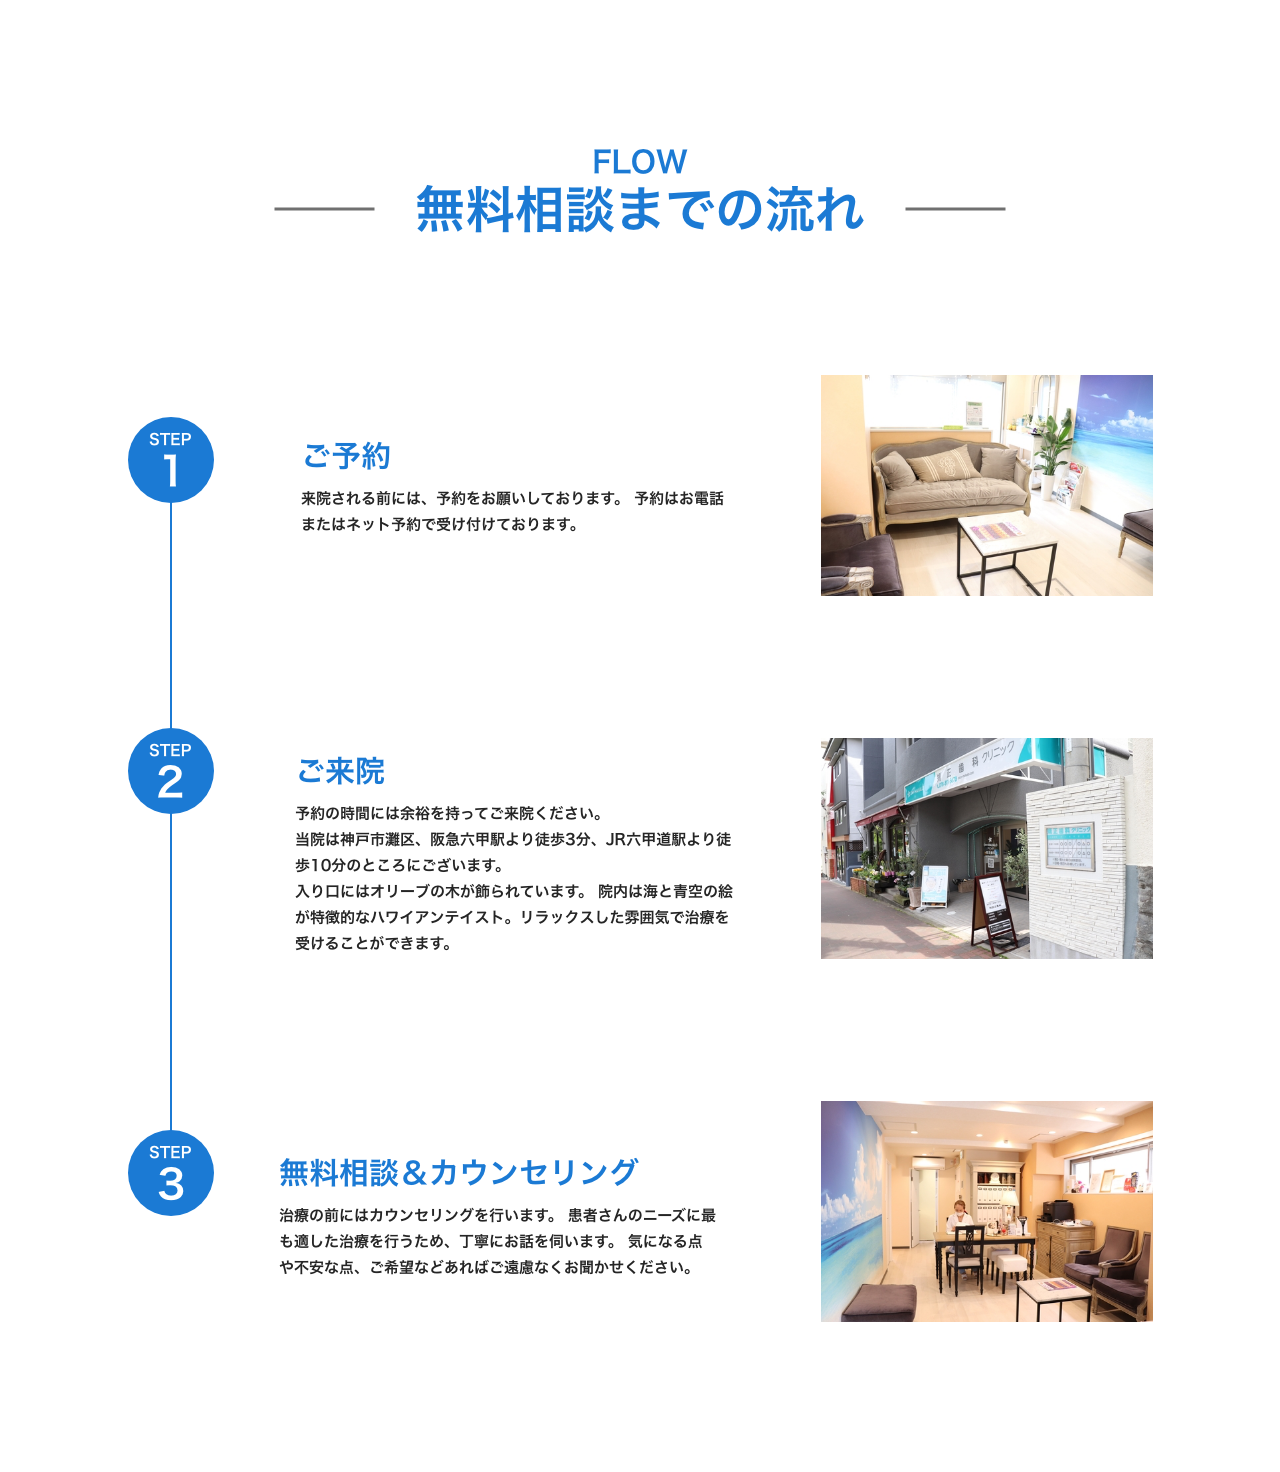 FLOW
無料相談までの流れ
STEP
1
ご予約
来院される前には、予約をお願いしております。 予約はお電話
またはネット予約で受け付けております。
STEP
2
ご来院
予約の時間には余裕を持ってご来院ください。
当院は神戸市灘区、阪急六甲駅より徒歩3分、JR六甲道駅より徒
歩10分のところにございます。
入り口にはオリーブの木が飾られています。 院内は海と青空の絵
が特徴的なハワイアンテイスト。リラックスした雰囲気で治療を
受けることができます。
正 歯 科 クリニック
STEP
3
無料相談＆カウンセリング
治療の前にはカウンセリングを行います。 患者さんのニーズに最
も適した治療を行うため、丁寧にお話を伺います。 気になる点
や不安な点、ご希望などあればご遠慮なくお聞かせください。